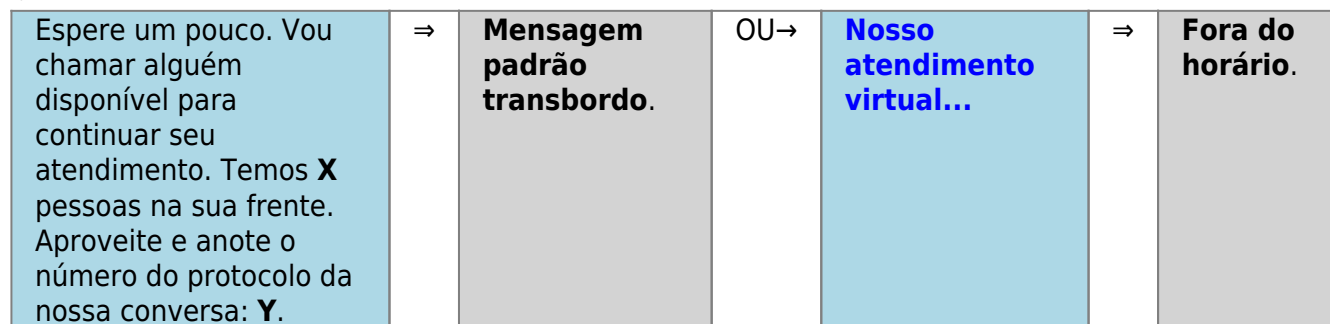 Espere um pouco. Vou
chamar alguém
disponível para
continuar seu
atendimento. Temos X
pessoas na sua frente.
Aproveite e anote o
número do protocolo da
nossa conversa: Y.
⇒
Mensagem
padrão
transbordo.
OU→
Nosso
atendimento
virtual...
⇒
Fora do
horário.